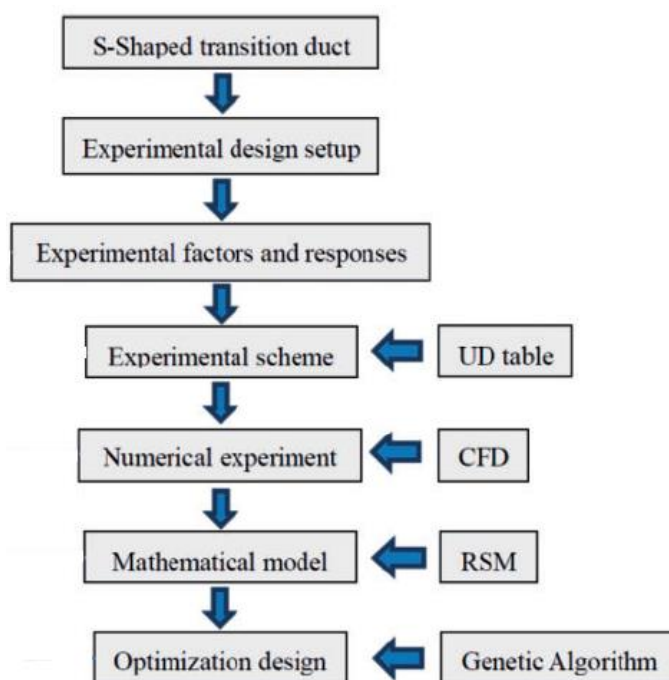 S-Shaped transition duct
Experimental design setup
Experimental factors and responses
Experimental scheme
UD table
Numerical experiment
CFD
Mathematical model
RSM
Optimization design
Genetic Algorithm